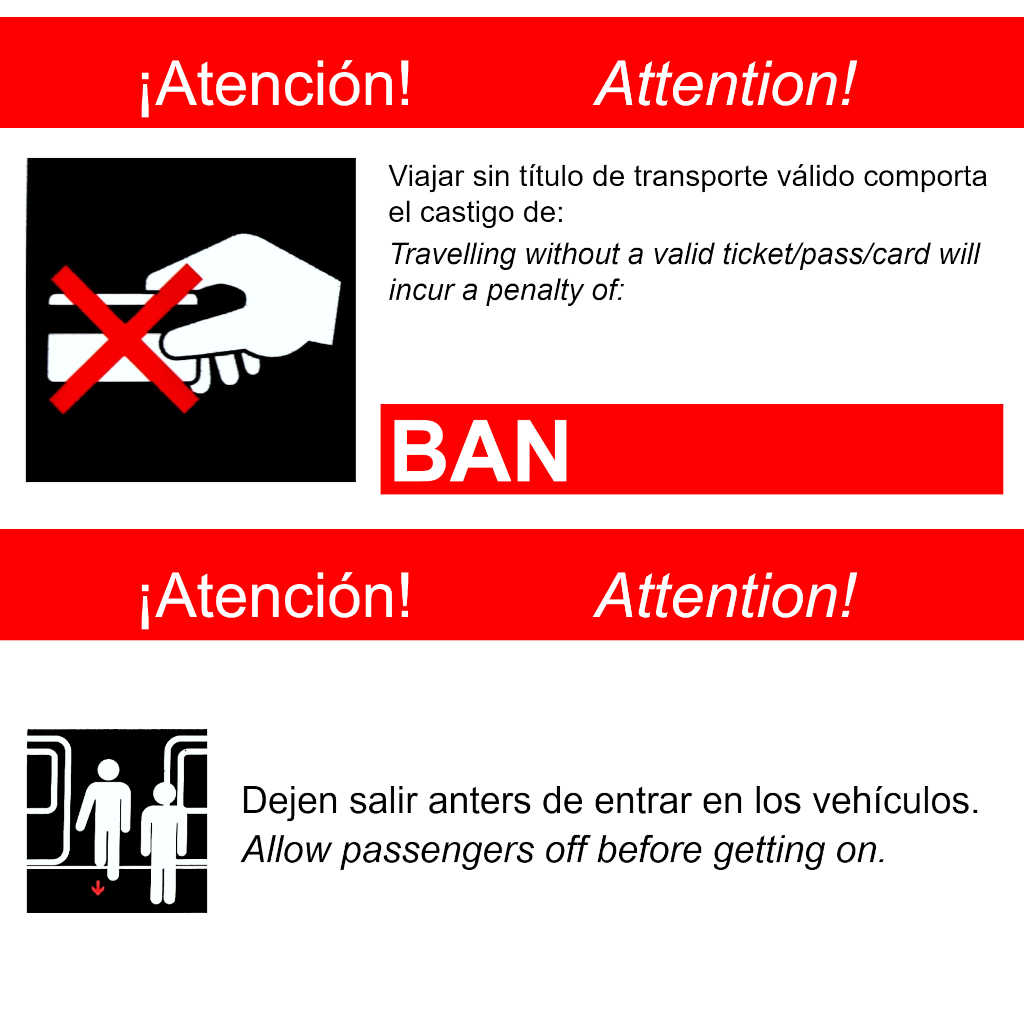 ¡Atención! Attention!
Viajar sin título de transporte válido comporta
el castigo de:
Travelling without a valid ticket/pass/card will
incur a penalty of:
BAN
¡Atención! Attention!
Dejen salir anters de entrar en los vehículos.
Allow passengers off before getting on.